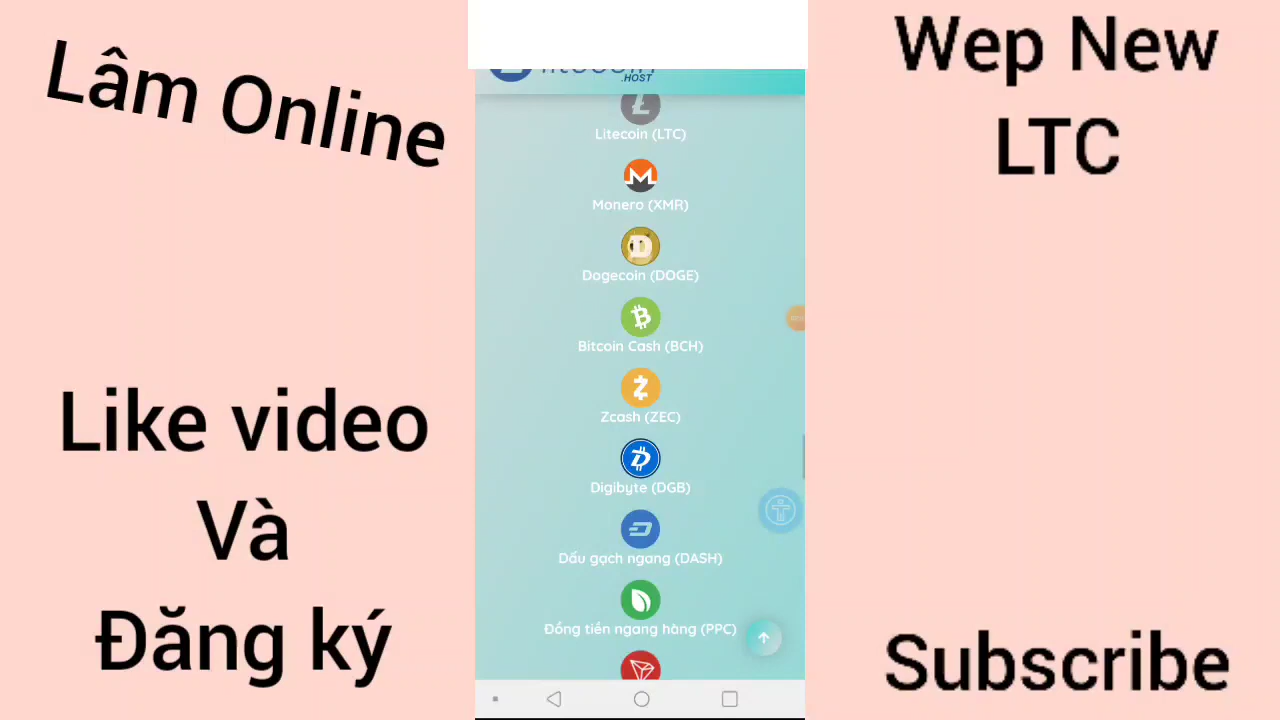 Lâm Online
Like video
Và
Đăng ký
.HOST
Litecoin (LTC)
Monero (XMR)
Dogecoin (DOGE)
Bitcoin Cash (BCH)
Zcash (ZEC)
Digibyte (DGB)
Dấu gạch ngang (DASH)
Đồng tiền ngang hàng (PPC)
Wep New
LTC
Subscribe